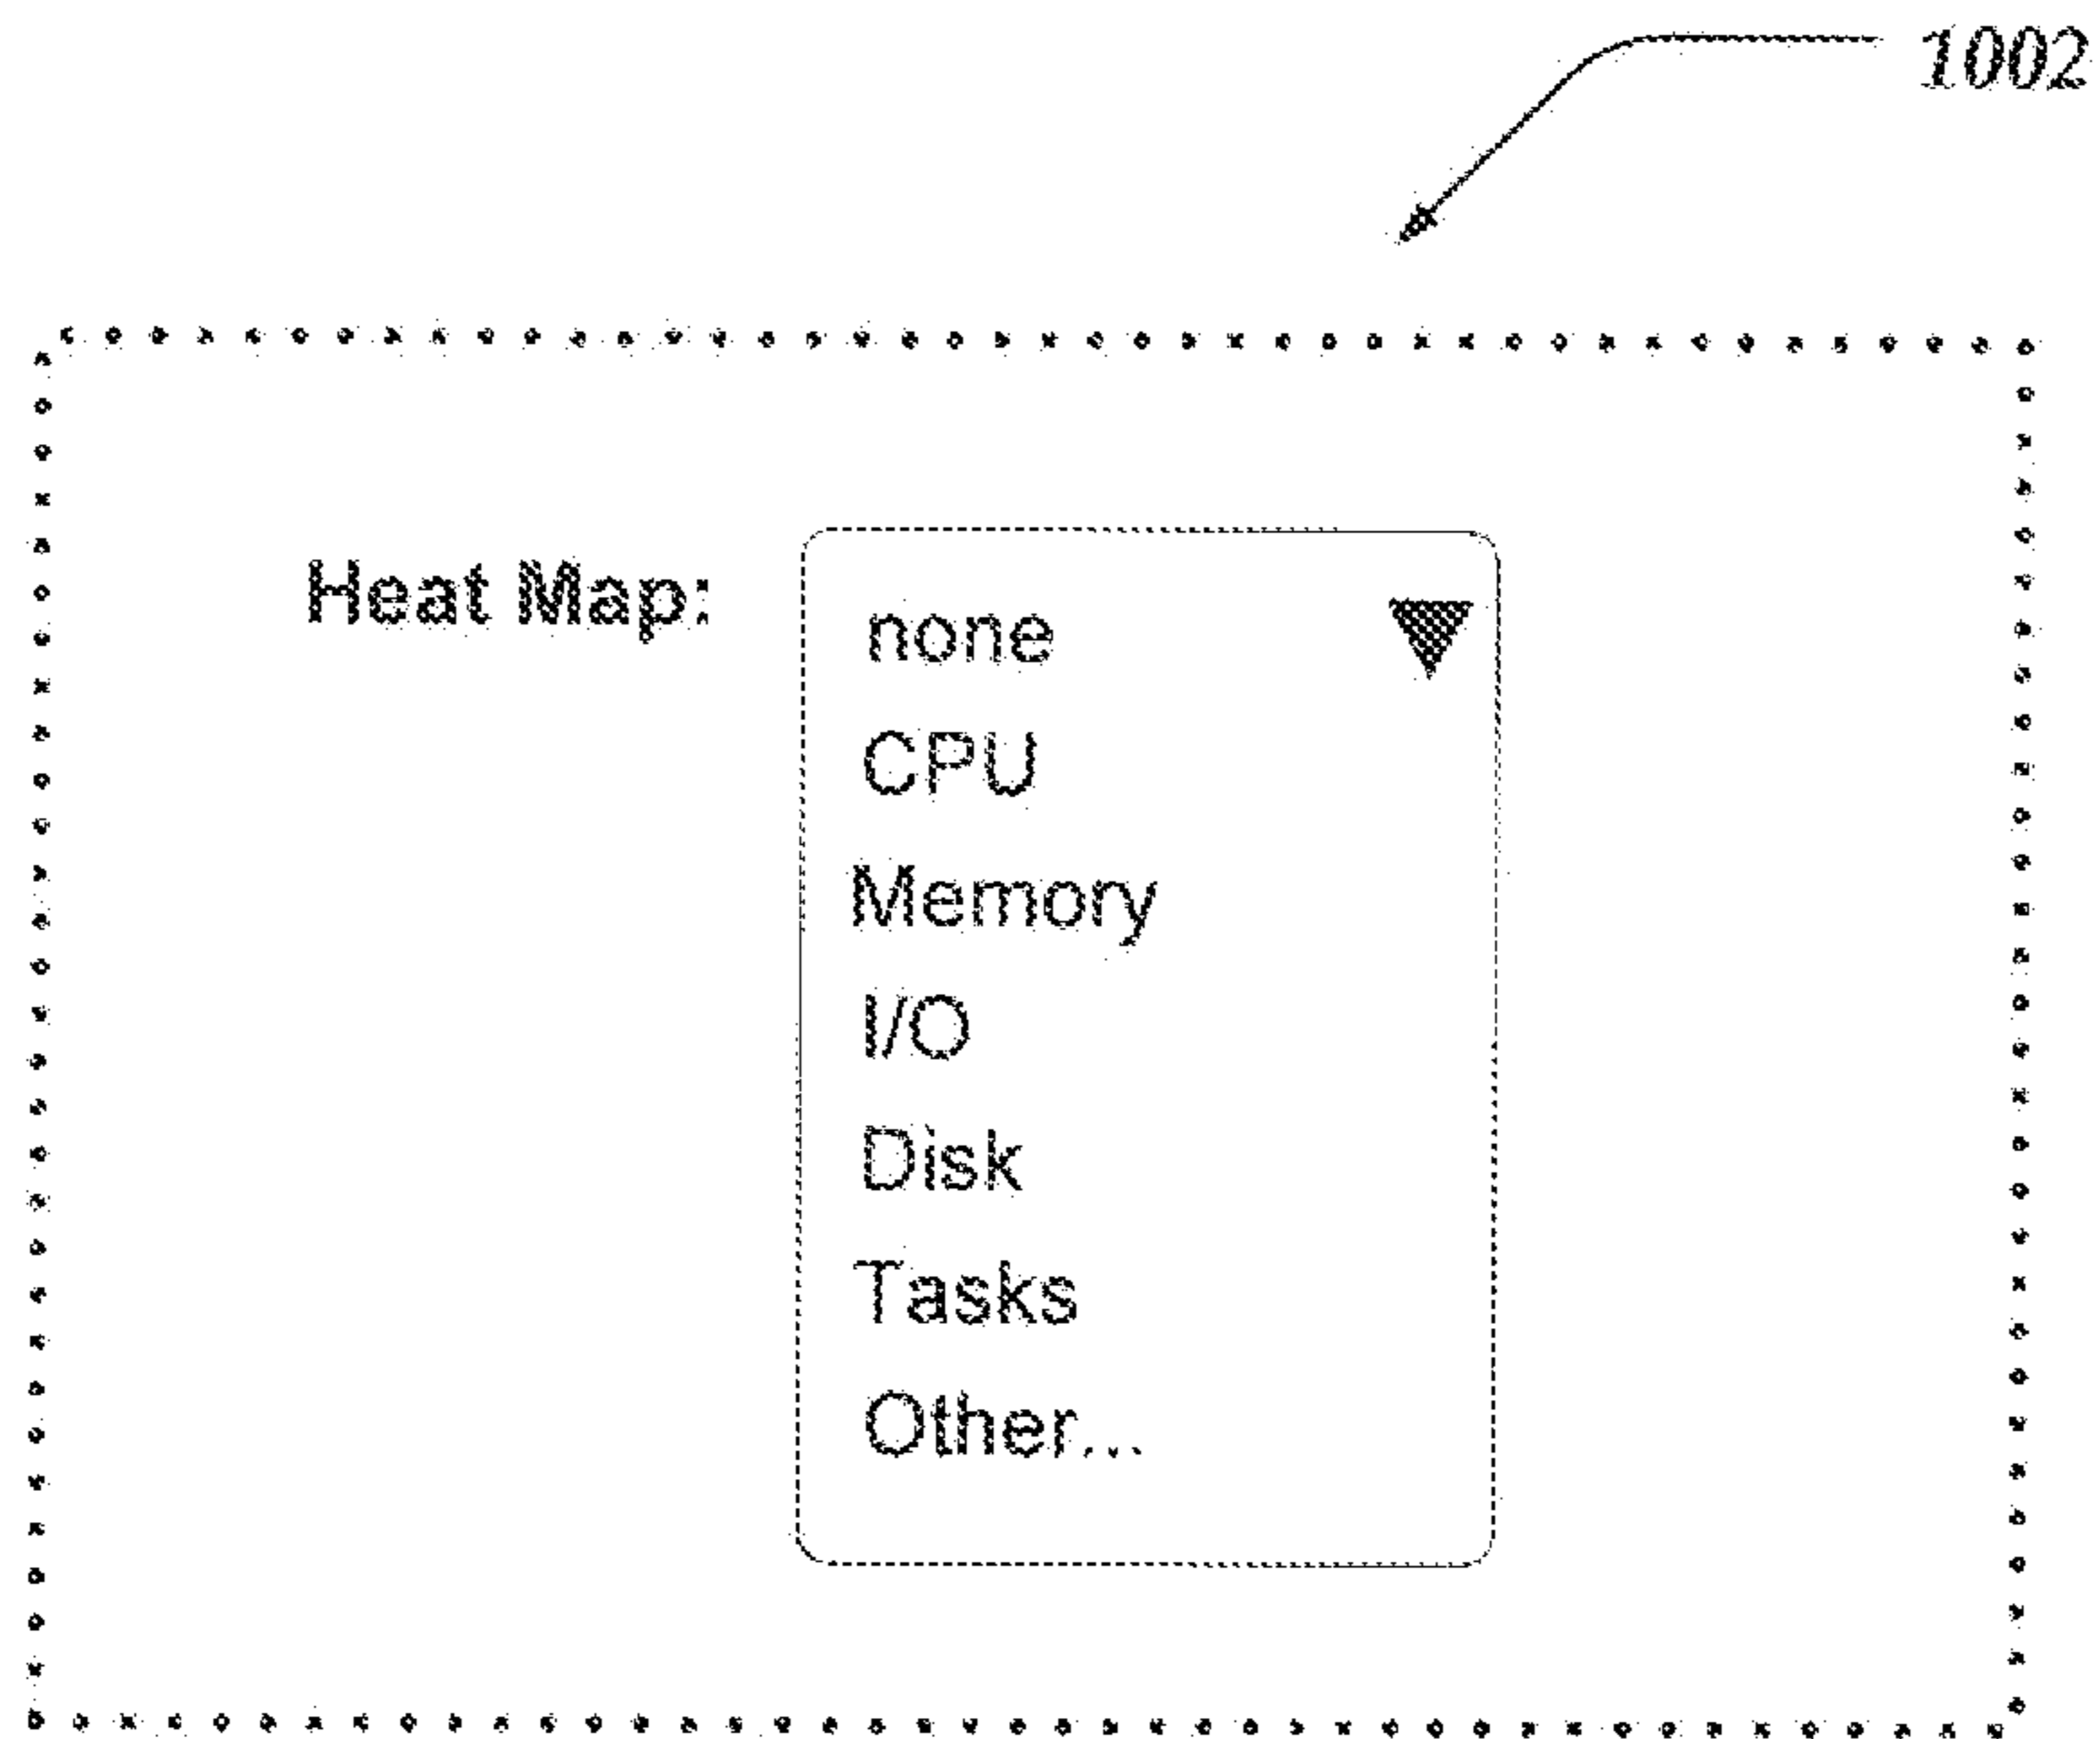 1002
Heat Map:
none
CPU
Memory
I/O
Disk
Tasks
Other...